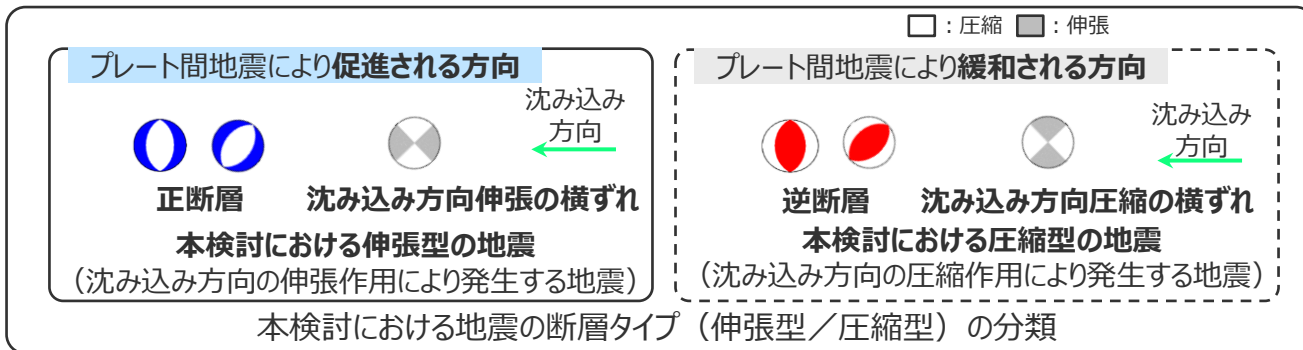 ：圧縮 ：伸張
プレート間地震により促進される方向
沈み込み
方向
正断層 沈み込み方向伸張の横ずれ
本検討における伸張型の地震
（沈み込み方向の伸張作用により発生する地震）
プレート間地震により緩和される方向
沈み込み
方向
逆断層 沈み込み方向圧縮の横ずれ
本検討における圧縮型の地震
（沈み込み方向の圧縮作用により発生する地震）
本検討における地震の断層タイプ（伸張型／圧縮型）の分類